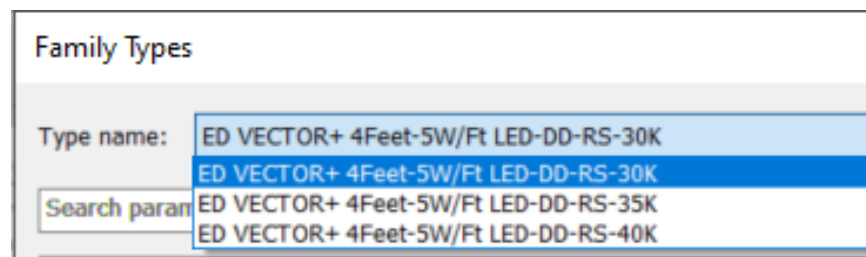 Family Types
Type name: ED VECTOR+ 4Feet-5W/Ft LED-DD-RS-30K
ED VECTOR+ 4Feet-5W/Ft LED-DD-RS-30K
Search param ED VECTOR+ 4Feet-5W/Ft LED-DD-RS-35K
ED VECTOR+ 4Feet-5W/Ft LED-DD-RS-40K